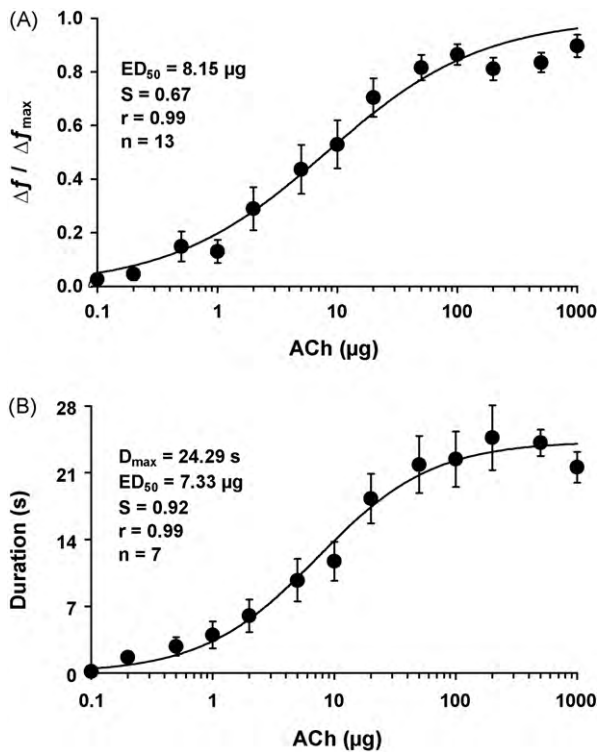 (A)
1.0
0.8
0.6
0.4
0.2
0.0
Δf / Δfmax
ED50 = 8.15 µg
S = 0.67
r = 0.99
n = 13
0.1 1 10 100 1000
ACh (µg)
(B)
28
21
14
7
0
Duration (s)
Dmax = 24.29 s
ED50 = 7.33 µg
S = 0.92
r = 0.99
n = 7
0.1 1 10 100 1000
ACh (µg)